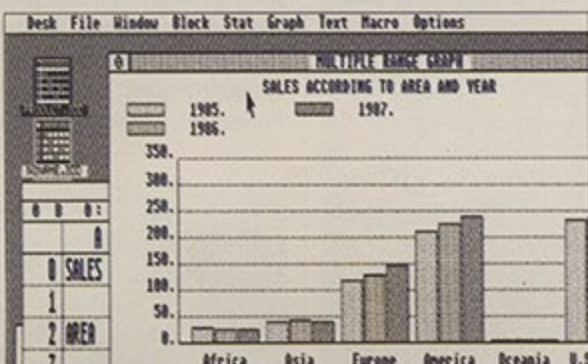 Desk File Window Block Stat Graph Text Macro Options
MULTIPLE RANGE GRAPH
SALES ACCORDING TO AREA AND YEAR
1985.
1987.
1986.
350.
300.
250.
200.
150.
100.
50.
0.
0 D 0:
A
0 SALES
1
2 AREA
Africa Asia Europe America Oceania U.